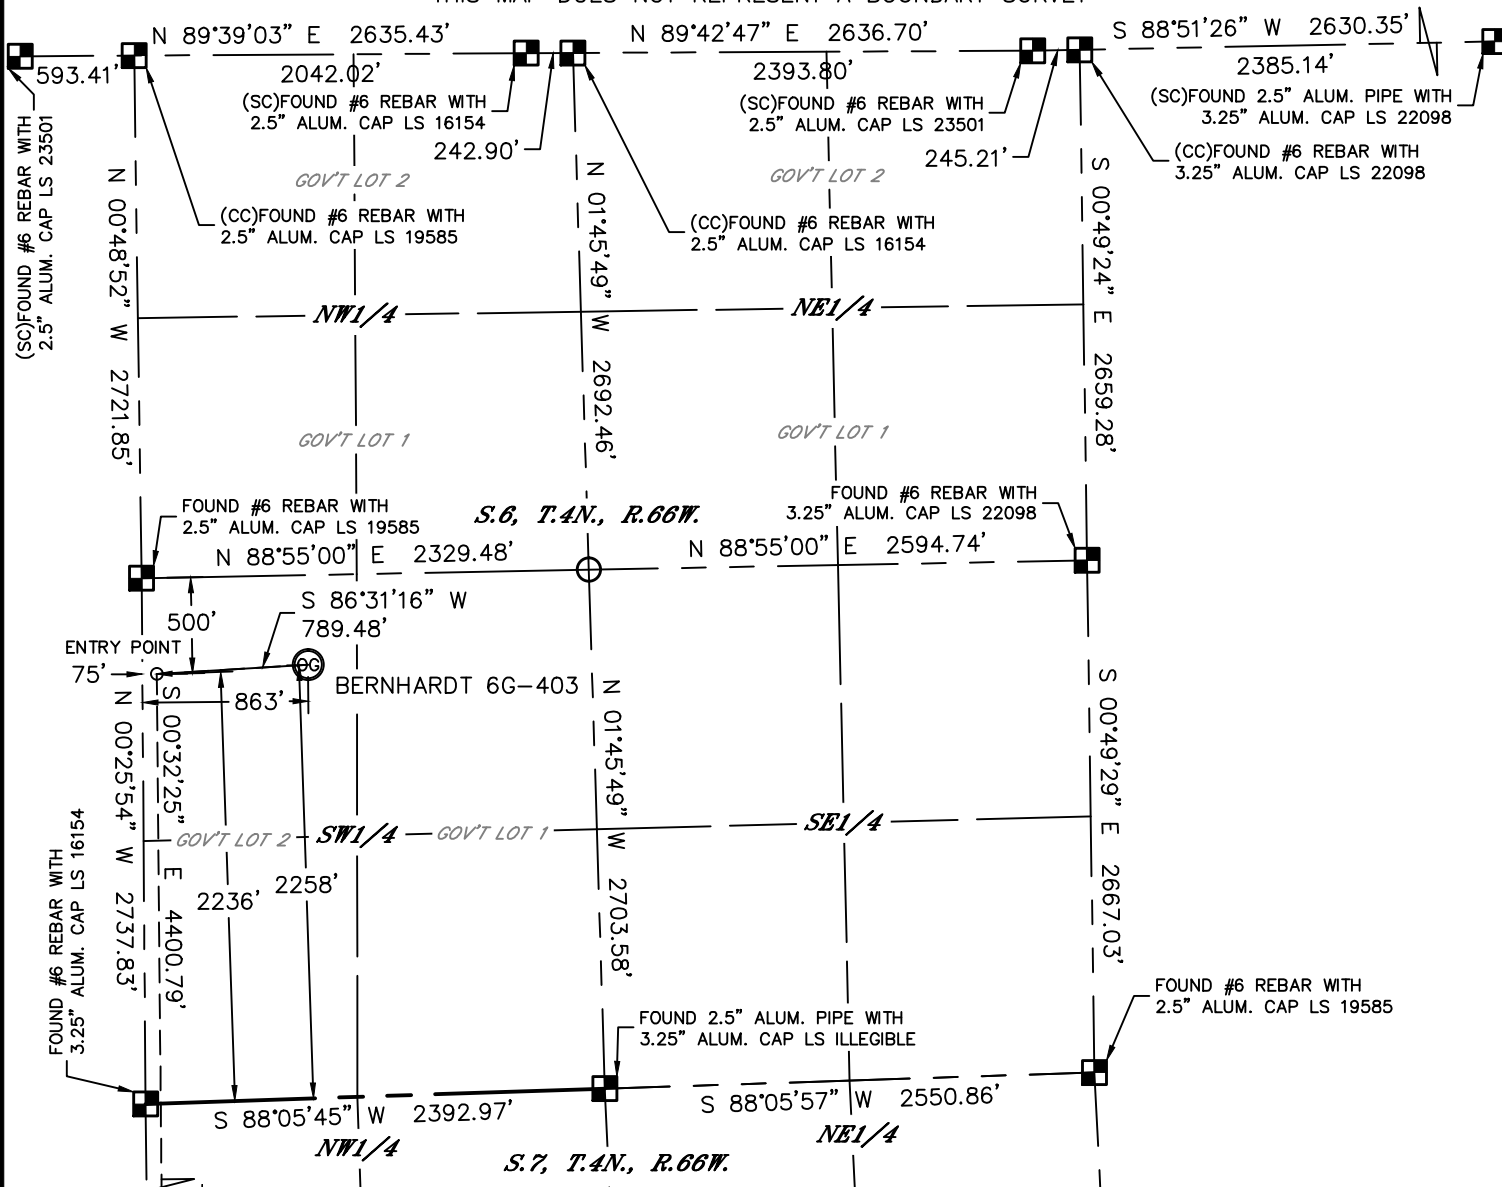 THIS MAP DOES NOT REPRESENT A BOUNDARY SURVEY
N 89°39'03" E 2635.43'
N 89°42'47" E 2636.70'
S 88°51'26" W 2630.35'
593.41'
2042.02'
2393.80'
2385.14'
(SC)FOUND #6 REBAR WITH
2.5" ALUM. CAP LS 23501
(SC)FOUND #6 REBAR WITH
2.5" ALUM. CAP LS 16154
242.90'
(SC)FOUND #6 REBAR WITH
2.5" ALUM. CAP LS 23501
245.21'
(SC)FOUND 2.5" ALUM. PIPE WITH
3.25" ALUM. CAP LS 22098
(CC)FOUND #6 REBAR WITH
3.25" ALUM. CAP LS 22098
GOV'T LOT 2
GOV'T LOT 2
(CC)FOUND #6 REBAR WITH
2.5" ALUM. CAP LS 19585
(CC)FOUND #6 REBAR WITH
2.5" ALUM. CAP LS 16154
N 00°48'52" W 2721.85'
N 01°45'49" W 2692.46'
S 00°49'24" E 2659.28'
NW1/4
NE1/4
GOV'T LOT 1
GOV'T LOT 1
FOUND #6 REBAR WITH
2.5" ALUM. CAP LS 19585
S.6, T.4N., R.66W.
FOUND #6 REBAR WITH
3.25" ALUM. CAP LS 22098
N 88°55'00" E 2329.48'
N 88°55'00" E 2594.74'
500'
S 86°31'16" W
789.48'
ENTRY POINT
75'
OG
BERNHARDT 6G-403
863'
N 00°25'54" W 2737.83'
S 00°32'25" E 4400.79'
N 01°45'49" W 2703.58'
S 00°49'29" E 2667.03'
GOV'T LOT 2
SW1/4
GOV'T LOT 1
SE1/4
2236'
2258'
FOUND #6 REBAR WITH
3.25" ALUM. CAP LS 16154
FOUND 2.5" ALUM. PIPE WITH
3.25" ALUM. CAP LS ILLEGIBLE
FOUND #6 REBAR WITH
2.5" ALUM. CAP LS 19585
S 88°05'45" W 2392.97'
S 88°05'57" W 2550.86'
NW1/4
NE1/4
S.7, T.4N., R.66W.